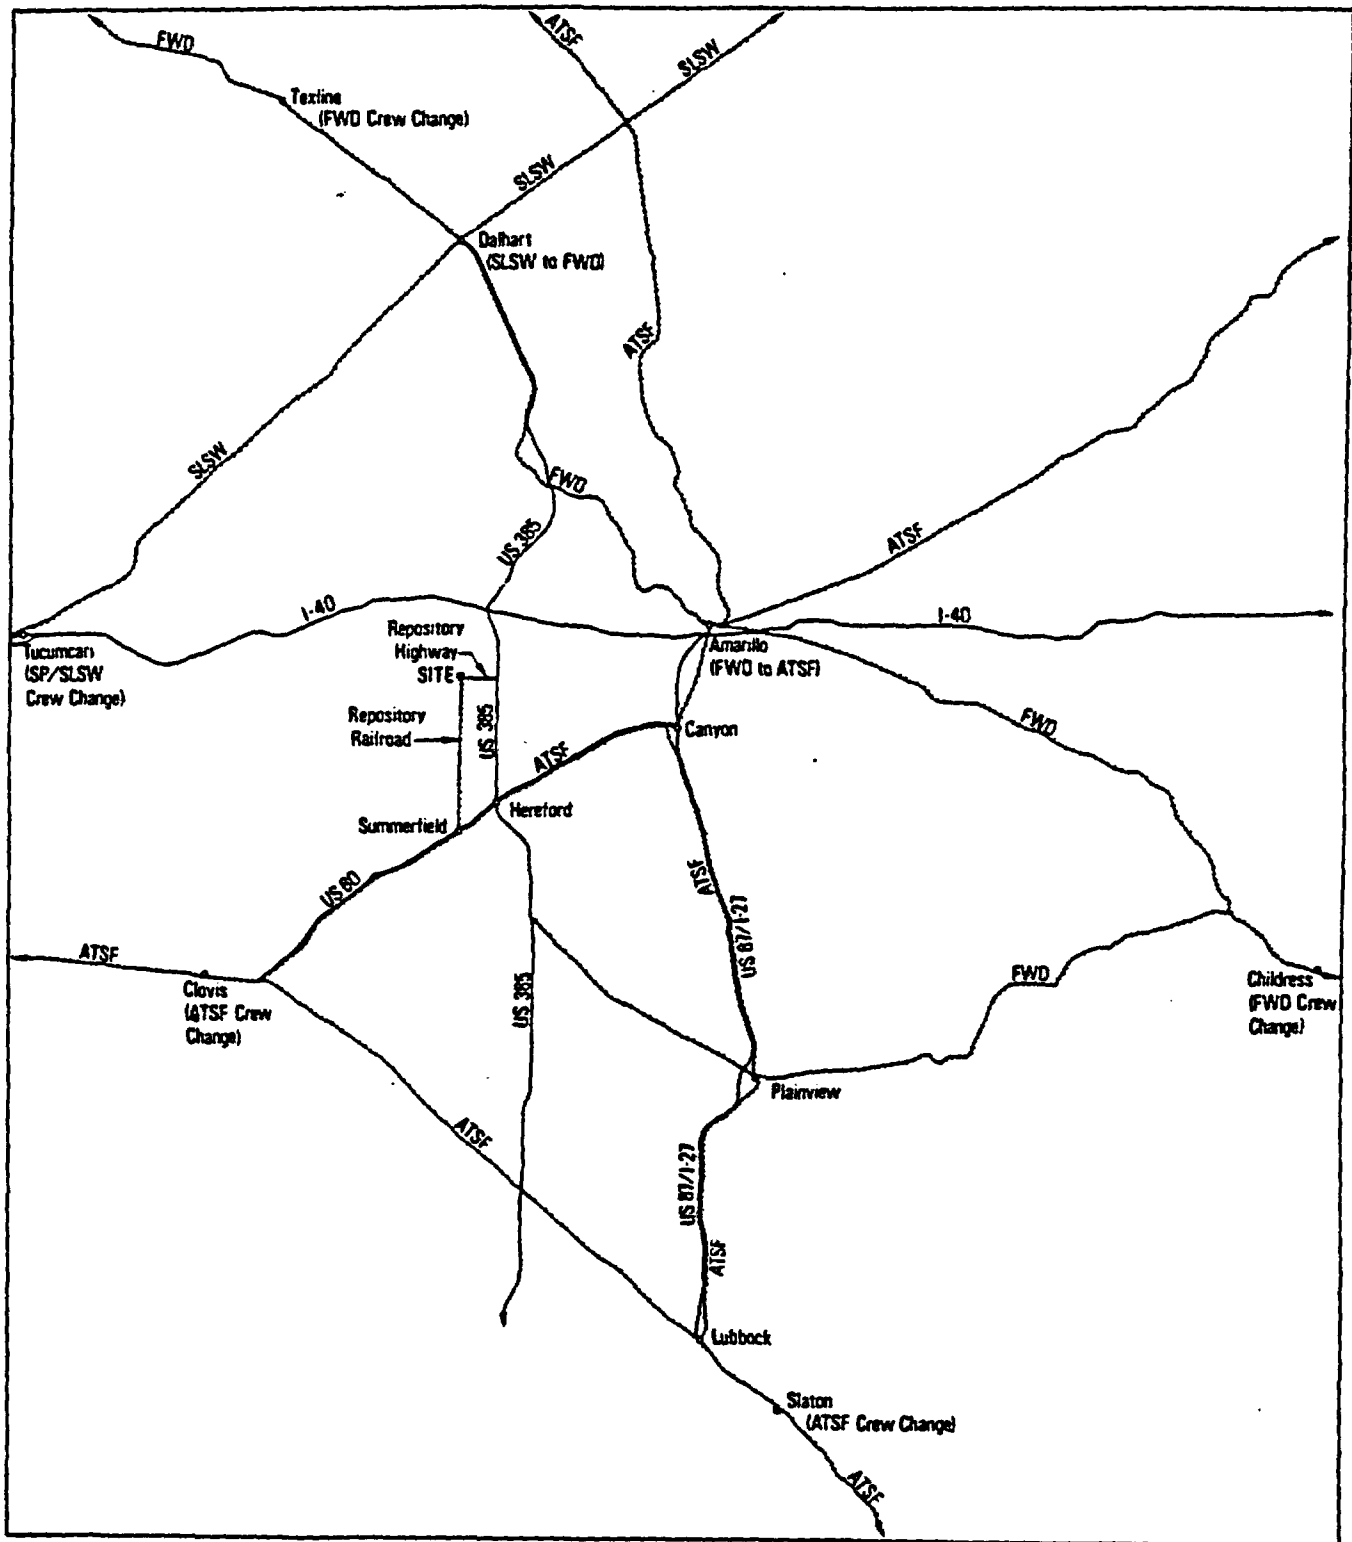 FWD
ATSF
SLSW
Texline
(FWD Crew Change)
SLSW
Dalhart
(SLSW to FWD)
ATSF
SLSW
FWD
US 385
ATSF
I-40
I-40
Repository
Highway
SITE
Tucumcari
(SP/SLSW
Crew Change)
Amarillo
(FWD to ATSF)
Repository
Railroad
US 385
FWD
Canyon
ATSF
Hereford
Summerfield
US 60
ATSF
US 87/I-27
ATSF
Clovis
(ATSF Crew
Change)
US 385
FWD
Childress
(FWD Crew
Change)
Plainview
ATSF
US 87/I-27
ATSF
Lubbock
Slaton
(ATSF Crew Change)
ATSF